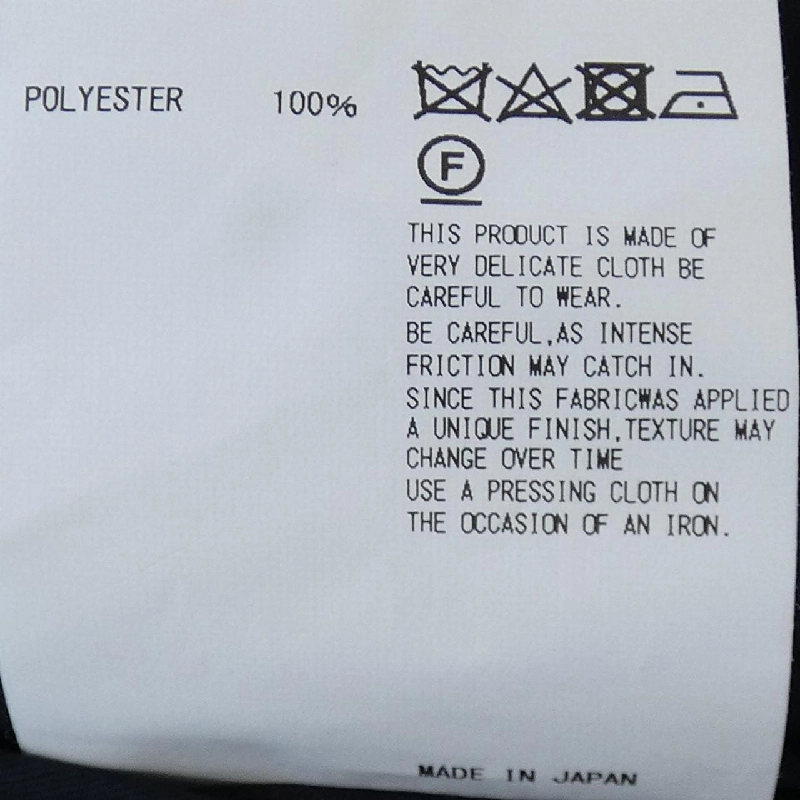 POLYESTER 100%
F
THIS PRODUCT IS MADE OF
VERY DELICATE CLOTH BE
CAREFUL TO WEAR.
BE CAREFUL,AS INTENSE
FRICTION MAY CATCH IN.
SINCE THIS FABRICWAS APPLIED
A UNIQUE FINISH,TEXTURE MAY
CHANGE OVER TIME
USE A PRESSING CLOTH ON
THE OCCASION OF AN IRON.
MADE IN JAPAN